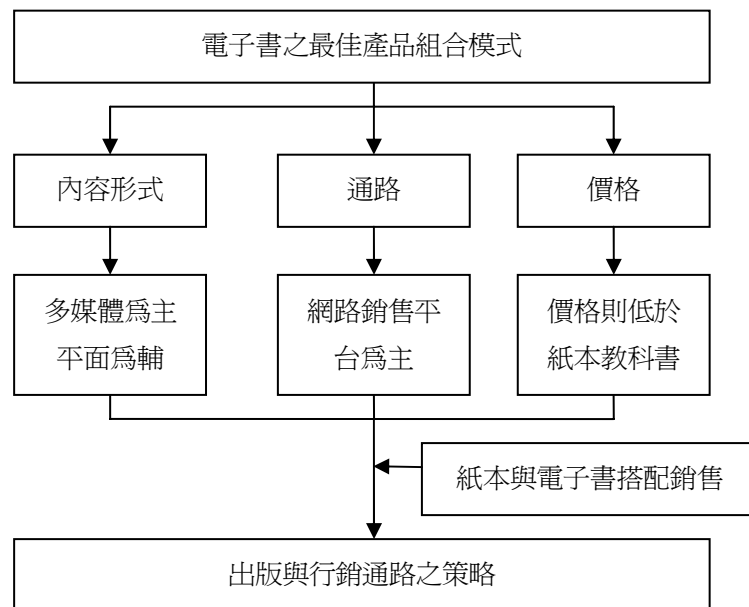 電子書之最佳產品組合模式
內容形式
通路
價格
多媒體爲主
平面爲輔
網路銷售平
台爲主
價格則低於
紙本教科書
紙本與電子書搭配銷售
出版與行銷通路之策略